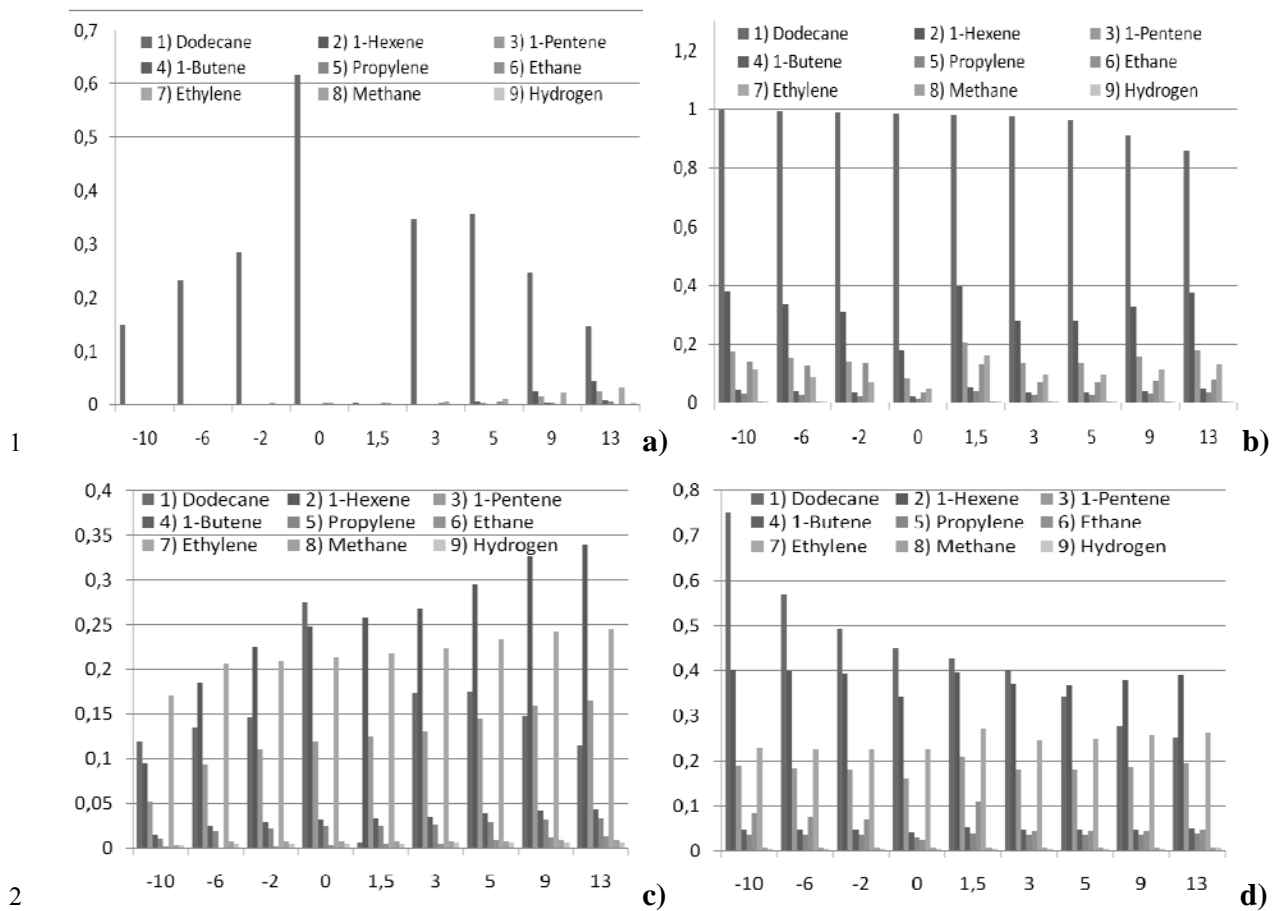 0,7
1) Dodecane 2) 1-Hexene 3) 1-Pentene
0,6
4) 1-Butene 5) Propylene 6) Ethane
7) Ethylene 8) Methane 9) Hydrogen
0,5
0,4
0,3
0,2
0,1
0
-10 -6 -2 0 1,5 3 5 9 13
1
a)
1) Dodecane 2) 1-Hexene 3) 1-Pentene
1,2
4) 1-Butene 5) Propylene 6) Ethane
7) Ethylene 8) Methane 9) Hydrogen
1
0,8
0,6
0,4
0,2
0
-10 -6 -2 0 1,5 3 5 9 13
b)
0,4
1) Dodecane 2) 1-Hexene 3) 1-Pentene
4) 1-Butene 5) Propylene 6) Ethane
0,35
7) Ethylene 8) Methane 9) Hydrogen
0,3
0,25
0,2
0,15
0,1
0,05
0
-10 -6 -2 0 1,5 3 5 9 13
2
c)
0,8
1) Dodecane 2) 1-Hexene 3) 1-Pentene
4) 1-Butene 5) Propylene 6) Ethane
0,7
7) Ethylene 8) Methane 9) Hydrogen
0,6
0,5
0,4
0,3
0,2
0,1
0
-10 -6 -2 0 1,5 3 5 9 13
d)